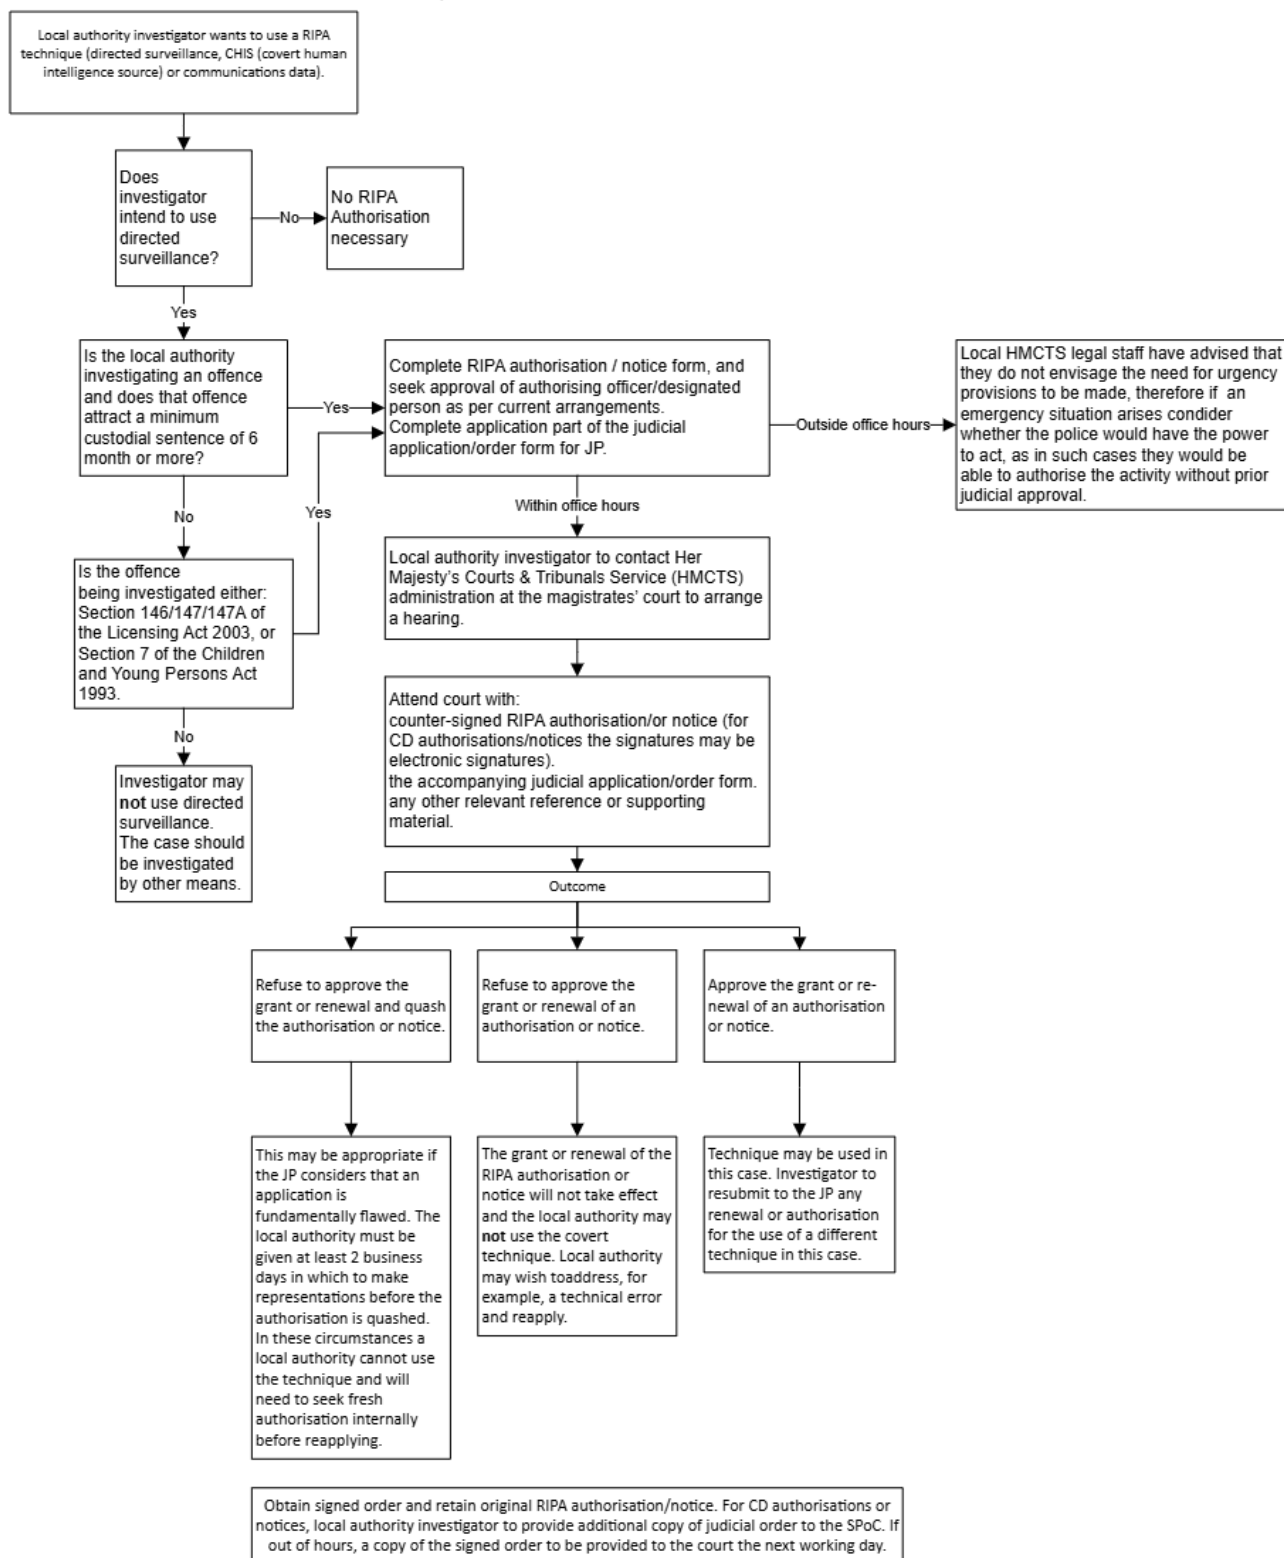 Local authority investigator wants to use a RIPA
technique (directed surveillance, CHIS (covert human
intelligence source) or communications data).
Does
investigator
intend to use
directed
surveillance?
No
No RIPA
Authorisation
necessary
Yes
Is the local authority
investigating an offence
and does that offence
attract a minimum
custodial sentence of 6
month or more?
Yes
Complete RIPA authorisation / notice form, and
seek approval of authorising officer/designated
person as per current arrangements.
Complete application part of the judicial
application/order form for JP.
Outside office hours
Local HMCTS legal staff have advised that
they do not envisage the need for urgency
provisions to be made, therefore if an
emergency situation arises condider
whether the police would have the power
to act, as in such cases they would be
able to authorise the activity without prior
judicial approval.
No
Yes
Within office hours
Is the offence
being investigated either:
Section 146/147/147A of
the Licensing Act 2003, or
Section 7 of the Children
and Young Persons Act
1993.
Local authority investigator to contact Her
Majesty's Courts & Tribunals Service (HMCTS)
administration at the magistrates' court to arrange
a hearing.
No
Investigator may
not use directed
surveillance.
The case should
be investigated
by other means.
Attend court with:
counter-signed RIPA authorisation/or notice (for
CD authorisations/notices the signatures may be
electronic signatures).
the accompanying judicial application/order form.
any other relevant reference or supporting
material.
Outcome
Refuse to approve the
grant or renewal and quash
the authorisation or notice.
Refuse to approve the
grant or renewal of an
authorisation or notice.
Approve the grant or re-
newal of an authorisation
or notice.
This may be appropriate if
the JP considers that an
application is
fundamentally flawed. The
local authority must be
given at least 2 business
days in which to make
representations before the
authorisation is quashed.
In these circumstances a
local authority cannot use
the technique and will
need to seek fresh
authorisation internally
before reapplying.
The grant or renewal of the
RIPA authorisation or
notice will not take effect
and the local authority may
not use the covert
technique. Local authority
may wish toaddress, for
example, a technical error
and reapply.
Technique may be used in
this case. Investigator to
resubmit to the JP any
renewal or authorisation
for the use of a different
technique in this case.
Obtain signed order and retain original RIPA authorisation/notice. For CD authorisations or
notices, local authority investigator to provide additional copy of judicial order to the SPoC. If
out of hours, a copy of the signed order to be provided to the court the next working day.